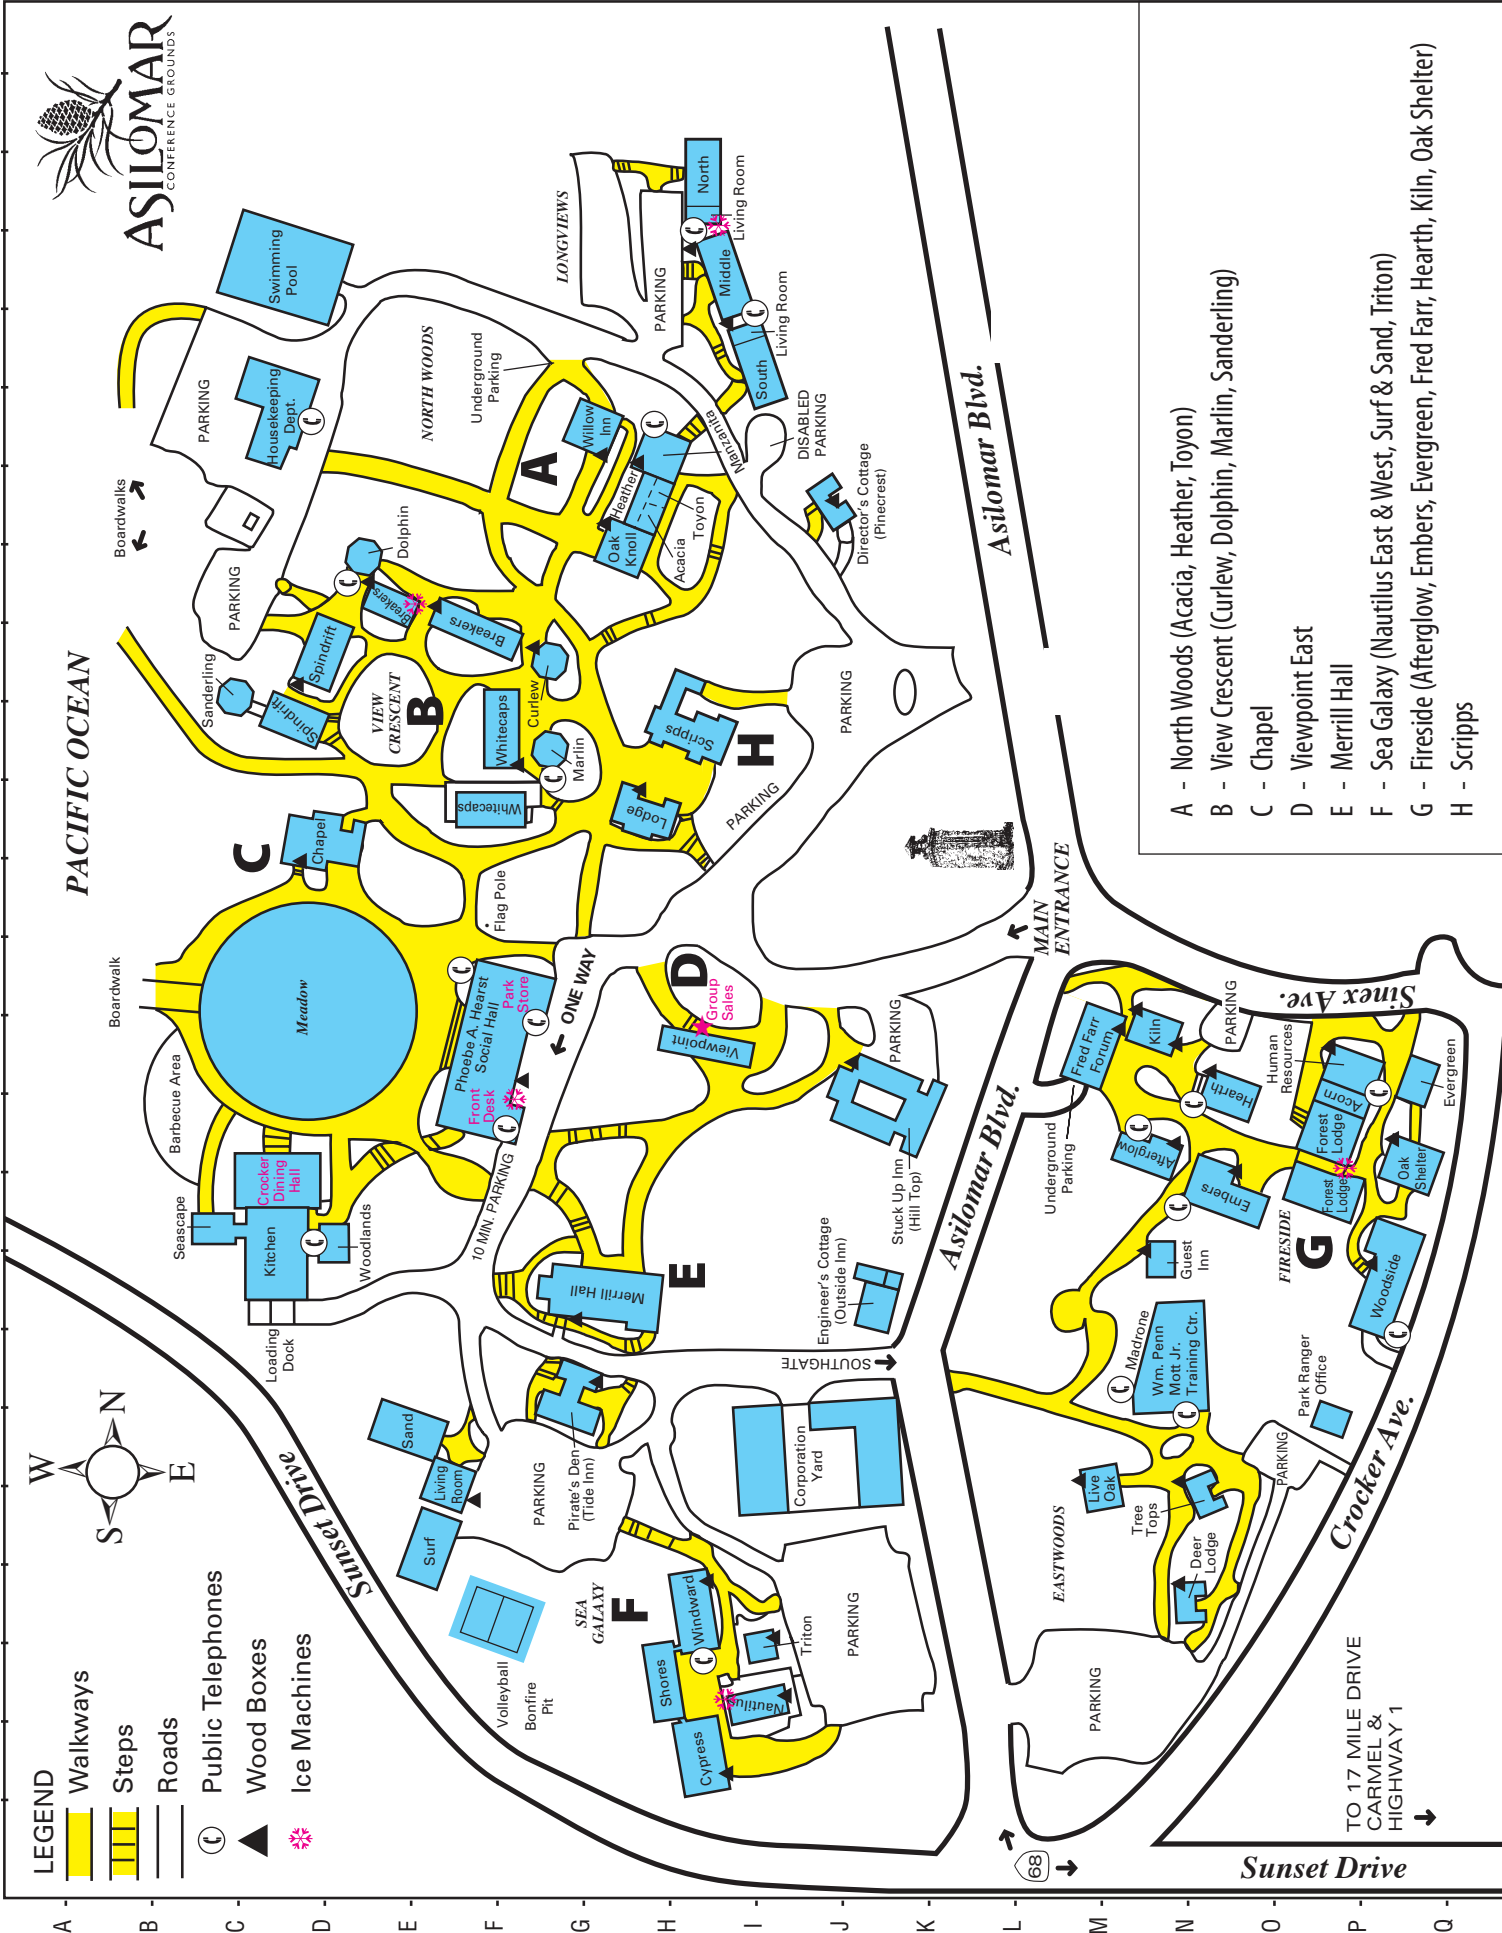 ASILOMAR
CONFERENCE GROUNDS
PACIFIC OCEAN
W
N
S
E
LEGEND
Walkways
Steps
Roads
Public Telephones
Wood Boxes
Ice Machines
A - North Woods (Acacia, Heather, Toyon)
B - View Crescent (Curlew, Dolphin, Marlin, Sanderling)
C - Chapel
D - Viewpoint East
E - Merrill Hall
F - Sea Galaxy (Nautilus East & West, Surf & Sand, Triton)
G - Fireside (Afterglow, Embers, Evergreen, Fred Farr, Hearth, Kiln, Oak Shelter)
H - Scripps
A
B
C
D
E
F
G
H
I
J
K
L
M
N
O
P
Q
Sunset Drive
Seascape
Kitchen
Crocker
Dining
Hall
Woodlands
Loading
Dock
Barbecue Area
Boardwalk
Meadow
C
Chapel
Sanderling
Spindrift
Spindrift
PARKING
Boardwalks
PARKING
Housekeeping
Dept.
Swimming
Pool
NORTH WOODS
Underground
Parking
LONGVIEWS
PARKING
North
Living Room
Middle
Living Room
South
DISABLED
PARKING
Manzanita
Willow
Inn
A
Heather
Oak
Knoll
Toyon
Acacia
Director's Cottage
(Pinecrest)
Dolphin
Breakers
Breakers
VIEW
CRESCENT
B
Whitecaps
Whitecaps
Curlew
Marlin
Scripps
H
Lodge
PARKING
PARKING
Flag Pole
Phoebe A. Hearst
Social Hall
Park
Store
Front
Desk
ONE WAY
10 MIN. PARKING
D
Group
Sales
Viewpoint
PARKING
Stuck Up Inn
(Hill Top)
Merrill Hall
E
Engineer's Cottage
(Outside Inn)
SOUTHGATE
Sand
Living
Room
Surf
PARKING
Pirate's Den
(Tide Inn)
Corporation
Yard
Volleyball
Bonfire
Pit
SEA
GALAXY
F
Windward
Shores
Cypress
Nautilus
Triton
PARKING
Asilomar Blvd.
Asilomar Blvd.
MAIN
ENTRANCE
Sinex Ave.
Fred Farr
Forum
Kiln
PARKING
Underground
Parking
Hearth
Human
Resources
Acorn
Evergreen
Afterglow
Forest
Lodge
Forest
Lodge
Oak
Shelter
Embers
FIRESIDE
G
Guest
Inn
Woodside
Madrone
Wm. Penn
Mott Jr.
Training Ctr.
Park Ranger
Office
PARKING
Crocker Ave.
EASTWOODS
Live
Oak
Tree
Tops
Deer
Lodge
PARKING
TO 17 MILE DRIVE
CARMEL &
HIGHWAY 1
68
Sunset Drive